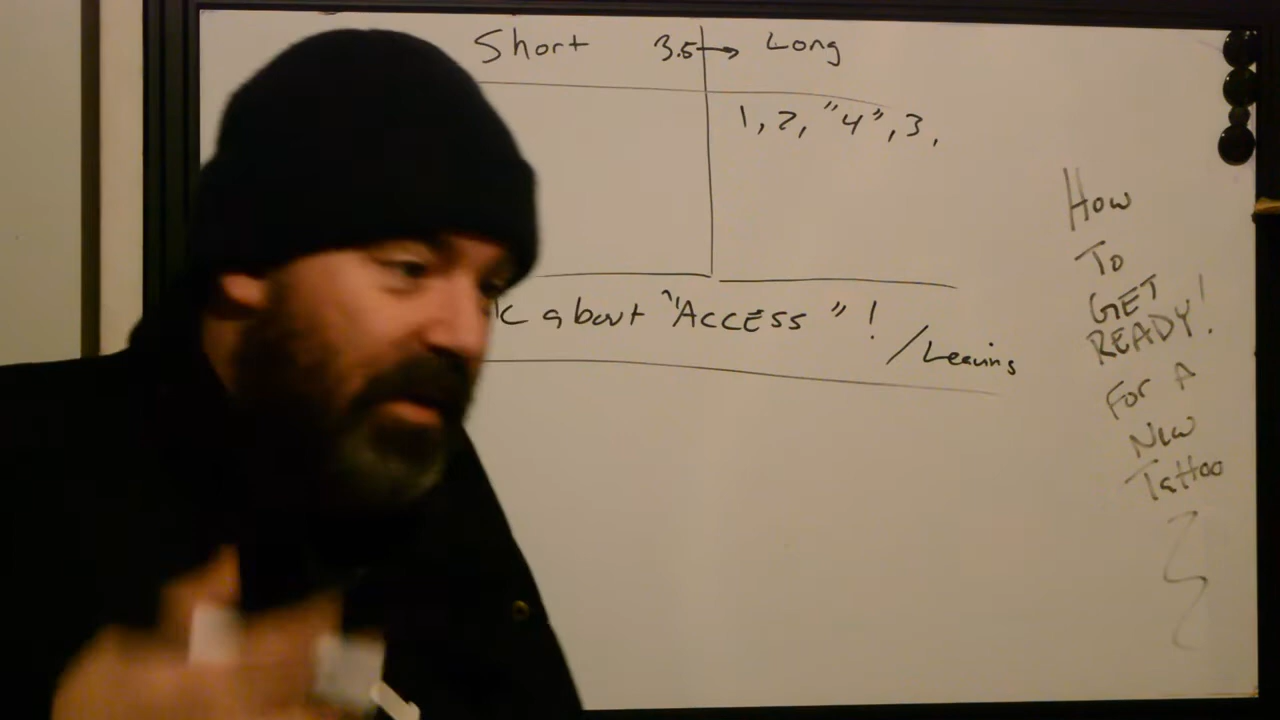 Short 3.5→ Long
1, 2, "4", 3,
about "ACCESS"!
/Leaving
How
To
GET
READY!
For A
New
Tattoo